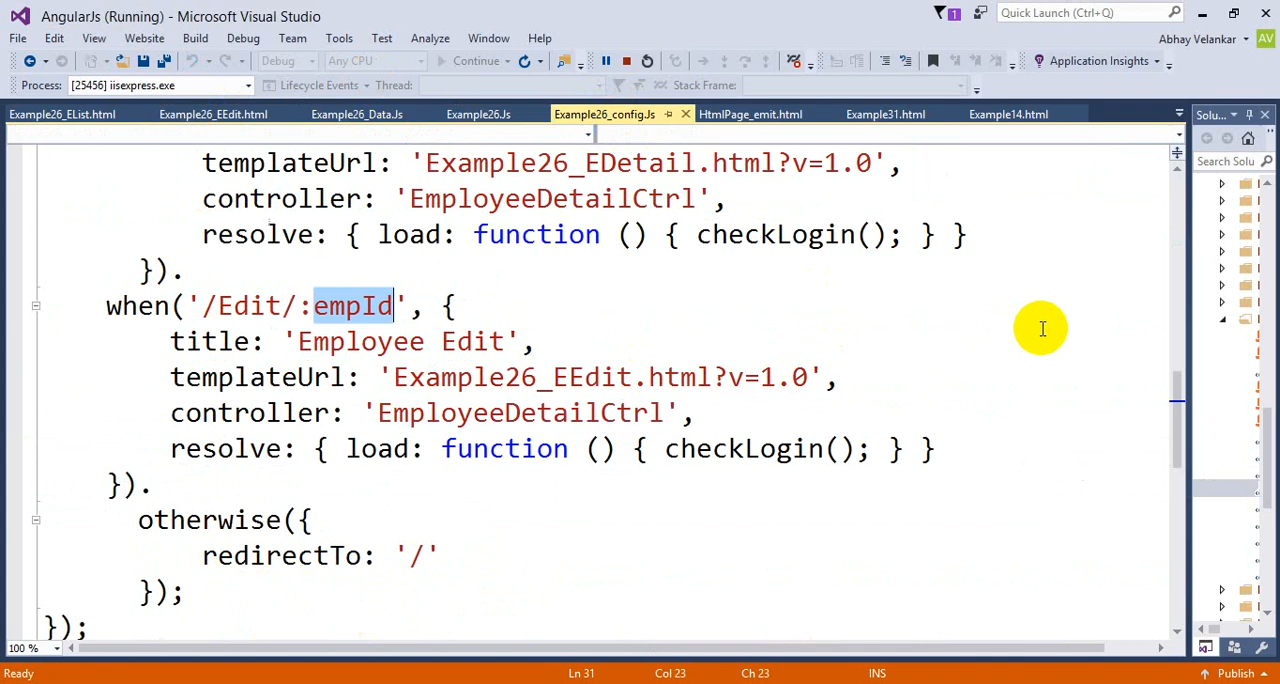 AngularJs (Running) - Microsoft Visual Studio
1
Quick Launch (Ctrl+Q)
File Edit View Website Build Debug Team Tools Test Analyze Window Help
Abhay Velankar AV
Debug Any CPU Continue Application Insights
Process: [25456] iisexpress.exe Lifecycle Events Thread: Stack Frame:
Example26_EList.html Example26_EEdit.html Example26_Data.Js Example26.Js Example26_config.Js HtmlPage_emit.html Example31.html Example14.html
Solu...
Search Solu
templateUrl: 'Example26_EDetail.html?v=1.0',
controller: 'EmployeeDetailCtrl',
resolve: { load: function () { checkLogin(); } }
}).
when('/Edit/:empId', {
title: 'Employee Edit',
templateUrl: 'Example26_EEdit.html?v=1.0',
controller: 'EmployeeDetailCtrl',
resolve: { load: function () { checkLogin(); } }
}).
otherwise({
redirectTo: '/'
});
});
100 %
Ready Ln 31 Col 23 Ch 23 INS Publish